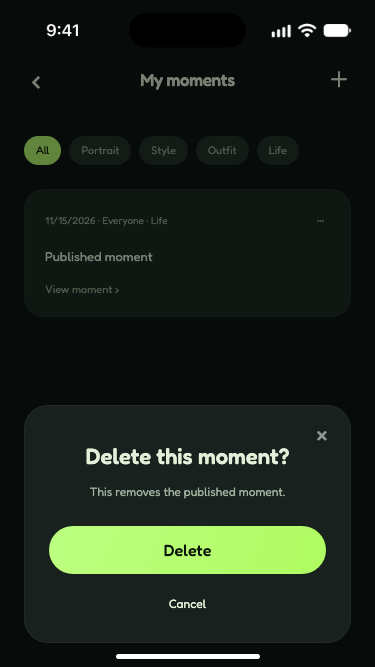 9:41
My moments
All
Portrait
Style
Outfit
Life
11/15/2026 · Everyone · Life
Published moment
View moment ›
Delete this moment?
This removes the published moment.
Delete
Cancel